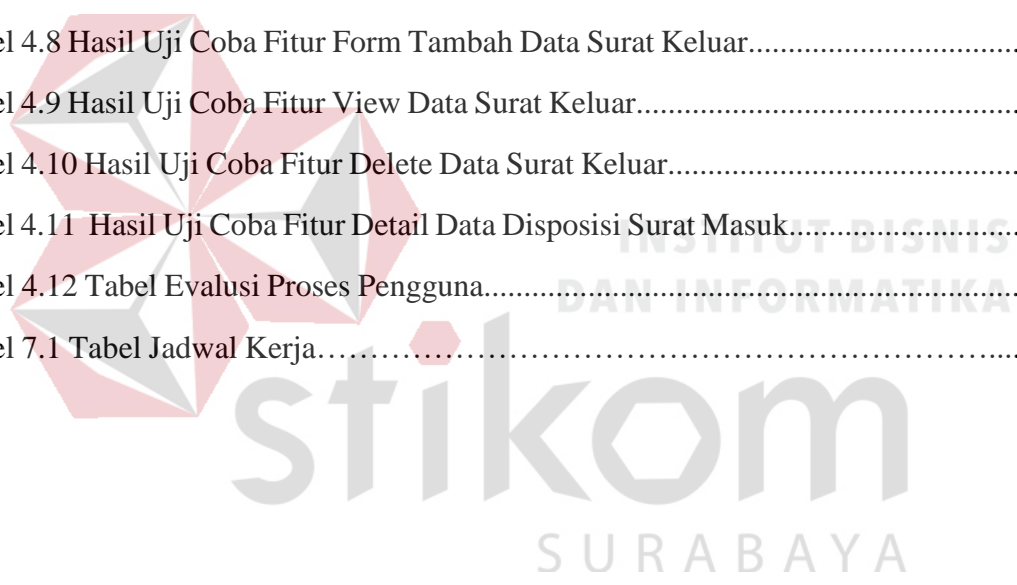 el 4.8 Hasil Uji Coba Fitur Form Tambah Data Surat Keluar..................................
el 4.9 Hasil Uji Coba Fitur View Data Surat Keluar................................................
el 4.10 Hasil Uji Coba Fitur Delete Data Surat Keluar............................................
el 4.11  Hasil Uji Coba Fitur Detail Data Disposisi Surat Masuk.............................
el 4.12 Tabel Evalusi Proses Pengguna...................................................................
el 7.1 Tabel Jadwal Kerja…………………………………………………………....
INSTITUT BISNIS
DAN INFORMATIKA
stikom
SURABAYA